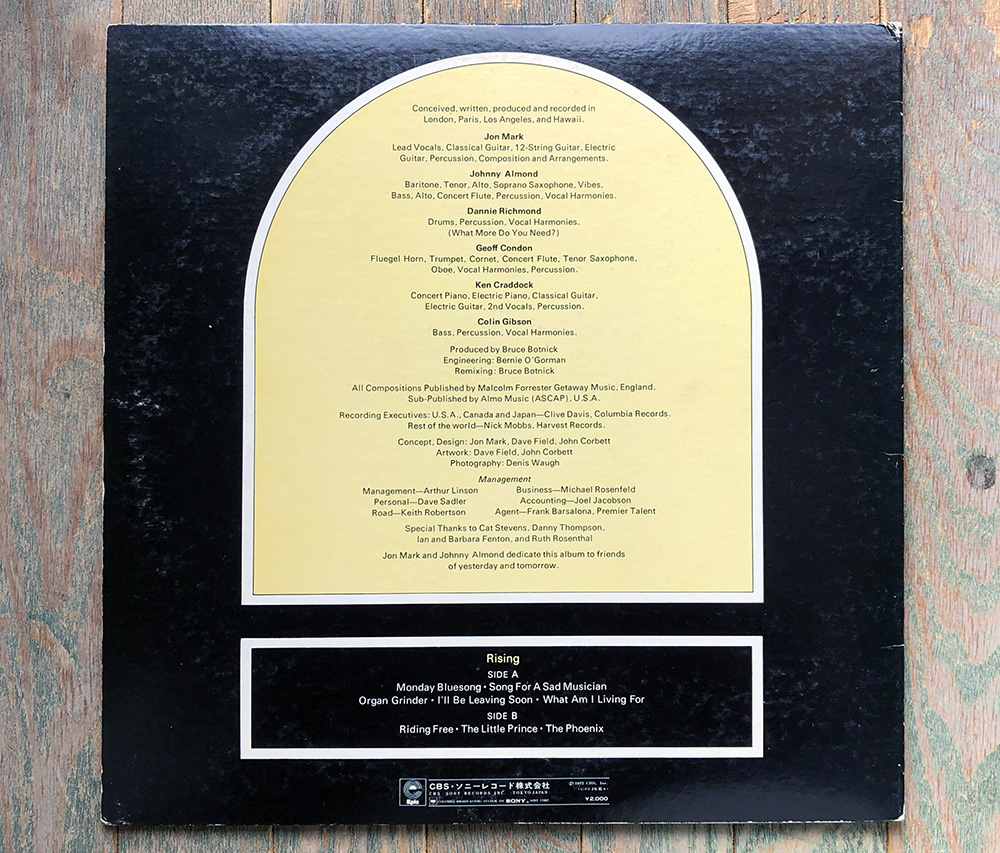 Conceived, written, produced and recorded in
London, Paris, Los Angeles, and Hawaii.
Jon Mark
Lead Vocals, Classical Guitar, 12-String Guitar, Electric
Guitar, Percussion, Composition and Arrangements.
Johnny Almond
Baritone, Tenor, Alto, Soprano Saxophone, Vibes,
Bass, Alto, Concert Flute, Percussion, Vocal Harmonies.
Dannie Richmond
Drums, Percussion, Vocal Harmonies.
(What More Do You Need?)
Geoff Condon
Fluegel Horn, Trumpet, Cornet, Concert Flute, Tenor Saxophone,
Oboe, Vocal Harmonies, Percussion.
Ken Craddock
Concert Piano, Electric Piano, Classical Guitar,
Electric Guitar, 2nd Vocals, Percussion.
Colin Gibson
Bass, Percussion, Vocal Harmonies.
Produced by Bruce Botnick
Engineering: Bernie O'Gorman
Remixing: Bruce Botnick
All Compositions Published by Malcolm Forrester Getaway Music, England.
Sub-Published by Almo Music (ASCAP), U.S.A.
Recording Executives: U.S.A., Canada and Japan—Clive Davis, Columbia Records.
Rest of the world—Nick Mobbs, Harvest Records.
Concept, Design: Jon Mark, Dave Field, John Corbett
Artwork: Dave Field, John Corbett
Photography: Denis Waugh
Management
Management—Arthur Linson Business—Michael Rosenfeld
Personal—Dave Sadler Accounting—Joel Jacobson
Road—Keith Robertson Agent—Frank Barsalona, Premier Talent
Special Thanks to Cat Stevens, Danny Thompson,
Ian and Barbara Fenton, and Ruth Rosenthal
Jon Mark and Johnny Almond dedicate this album to friends
of yesterday and tomorrow.
Rising
SIDE A
Monday Bluesong • Song For A Sad Musician
Organ Grinder • I'll Be Leaving Soon • What Am I Living For
SIDE B
Riding Free • The Little Prince • The Phoenix
Epic
CBS・ソニーレコード株式会社
CBS SONY RECORDS INC. TOKYO JAPAN
SONY
¥2,000